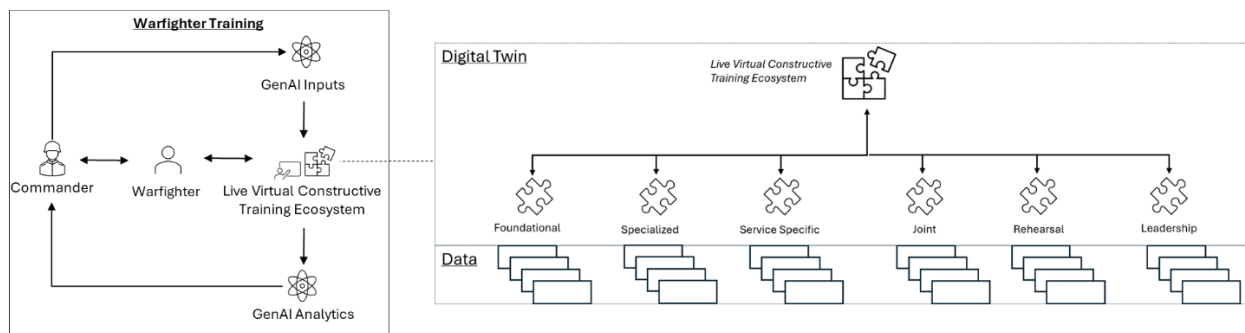 Warfighter Training
GenAI Inputs
Commander
Warfighter
Live Virtual Constructive
Training Ecosystem
GenAI Analytics
Digital Twin
Live Virtual Constructive
Training Ecosystem
Foundational
Specialized
Service Specific
Joint
Rehearsal
Leadership
Data